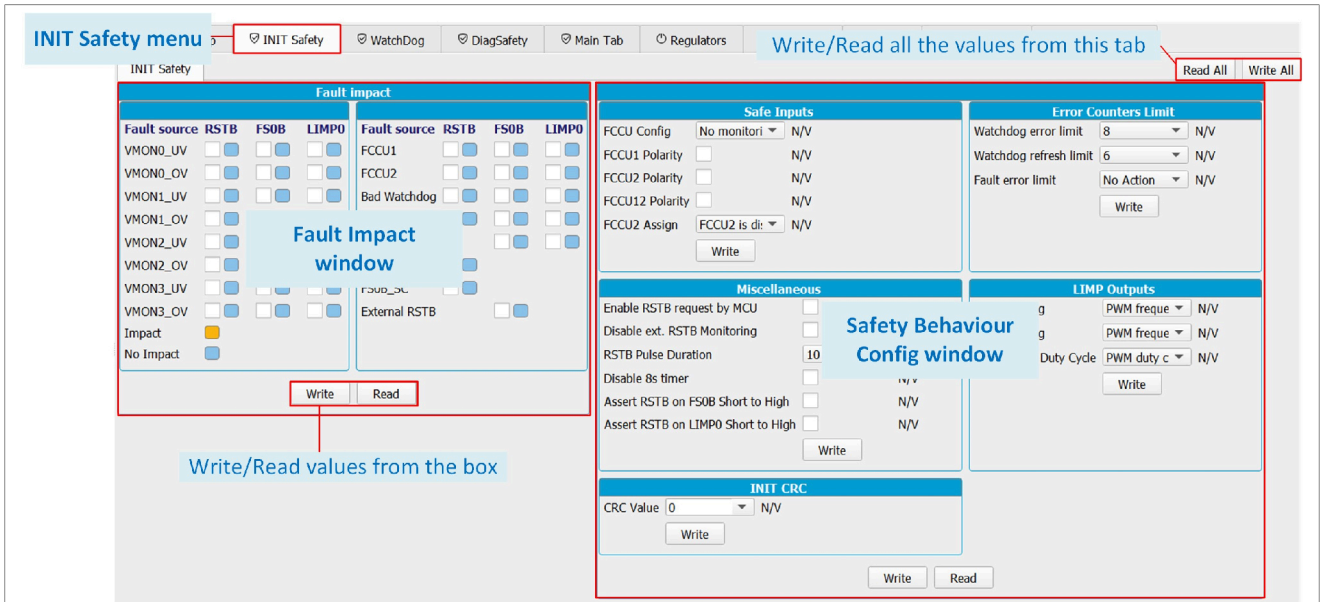 INIT Safety menu
INIT Safety
WatchDog
DiagSafety
Main Tab
Regulators
Write/Read all the values from this tab
INIT Safety
Read All
Write All
Fault impact
Fault source RSTB FS0B LIMP0
VMON0_UV
VMON0_OV
VMON1_UV
VMON1_OV
VMON2_UV
VMON2_OV
VMON3_UV
VMON3_OV
Impact
No Impact
Fault source RSTB FS0B LIMP0
FCCU1
FCCU2
Bad Watchdog
FS0B_SC
External RSTB
Fault Impact
window
Write
Read
Write/Read values from the box
Safe Inputs
FCCU Config No monitori N/V
FCCU1 Polarity N/V
FCCU2 Polarity N/V
FCCU12 Polarity N/V
FCCU2 Assign FCCU2 is di: N/V
Write
Error Counters Limit
Watchdog error limit 8 N/V
Watchdog refresh limit 6 N/V
Fault error limit No Action N/V
Write
Miscellaneous
Enable RSTB request by MCU
Disable ext. RSTB Monitoring
RSTB Pulse Duration 10
Disable 8s timer N/V
Assert RSTB on FS0B Short to High N/V
Assert RSTB on LIMP0 Short to High N/V
Write
Safety Behaviour
Config window
LIMP Outputs
g PWM freque N/V
g PWM freque N/V
Duty Cycle PWM duty c N/V
Write
INIT CRC
CRC Value 0 N/V
Write
Write
Read